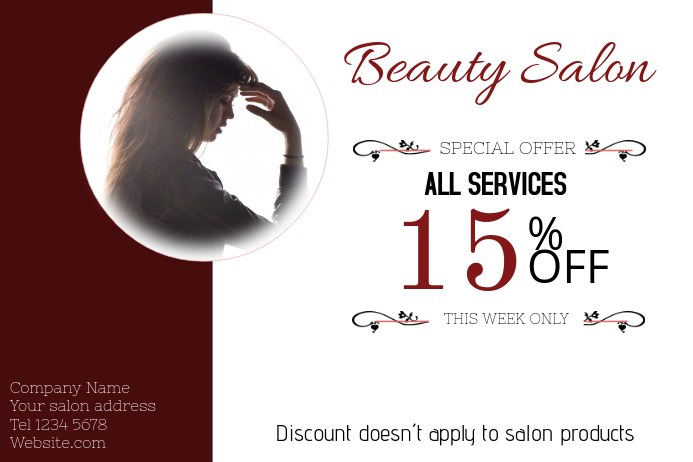 Beauty Salon
SPECIAL OFFER
ALL SERVICES
15% OFF
THIS WEEK ONLY
Company Name
Your salon address
Tel 1234 5678
Website.com
Discount doesn't apply to salon products